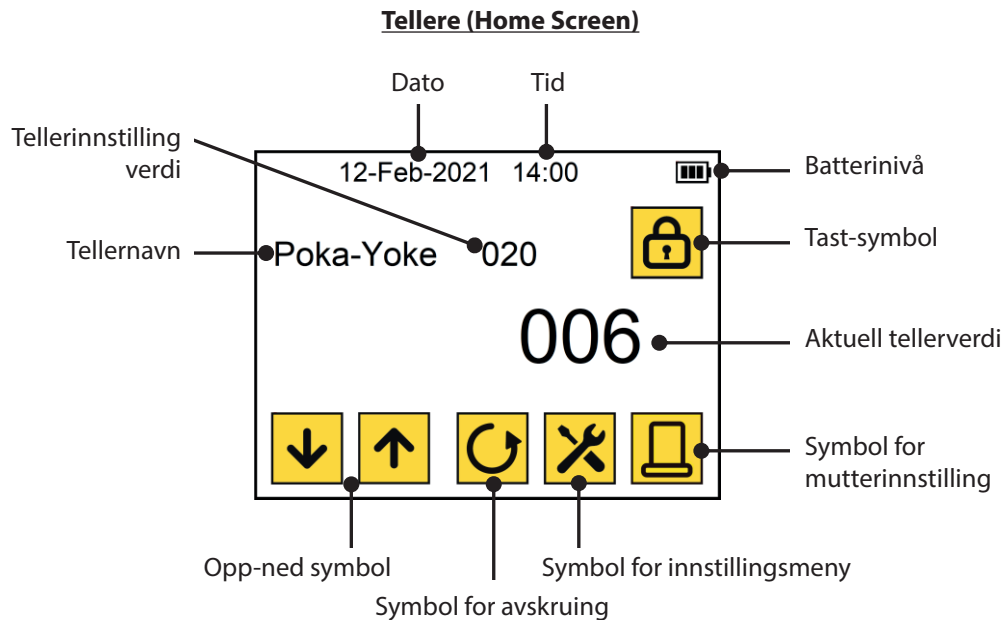 Tellere (Home Screen)
Dato
Tid
Tellerinnstilling
verdi
12-Feb-2021 14:00
Batterinivå
Tellernavn
Poka-Yoke 020
Tast-symbol
006
Aktuell tellerverdi
Symbol for
mutterinnstilling
Opp-ned symbol
Symbol for innstillingsmeny
Symbol for avskruing